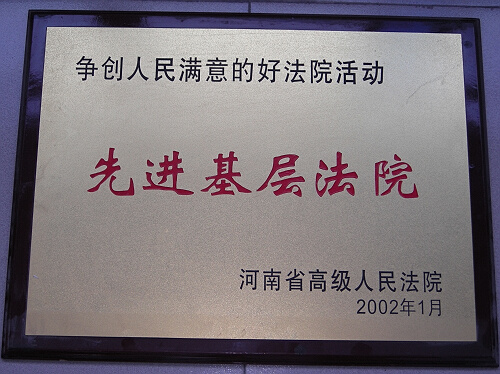 争创人民满意的好法院活动
先进基层法院
河南省高级人民法院
2002年1月